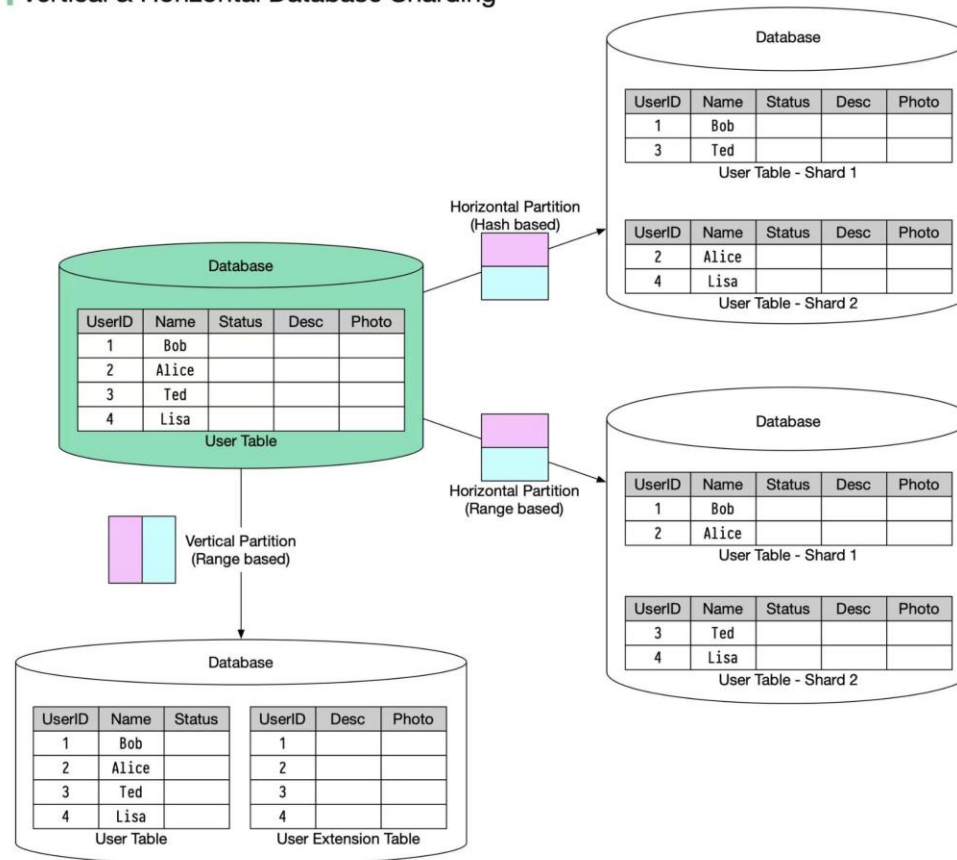 Vertical & Horizontal Database Sharding
Database
UserID Name Status Desc Photo
1 Bob
3 Ted
User Table - Shard 1
UserID Name Status Desc Photo
2 Alice
4 Lisa
User Table - Shard 2
Horizontal Partition
(Hash based)
Database
UserID Name Status Desc Photo
1 Bob
2 Alice
3 Ted
4 Lisa
User Table
Horizontal Partition
(Range based)
Database
UserID Name Status Desc Photo
1 Bob
2 Alice
User Table - Shard 1
UserID Name Status Desc Photo
3 Ted
4 Lisa
User Table - Shard 2
Vertical Partition
(Range based)
Database
UserID Name Status
1 Bob
2 Alice
3 Ted
4 Lisa
User Table
UserID Desc Photo
1
2
3
4
User Extension Table